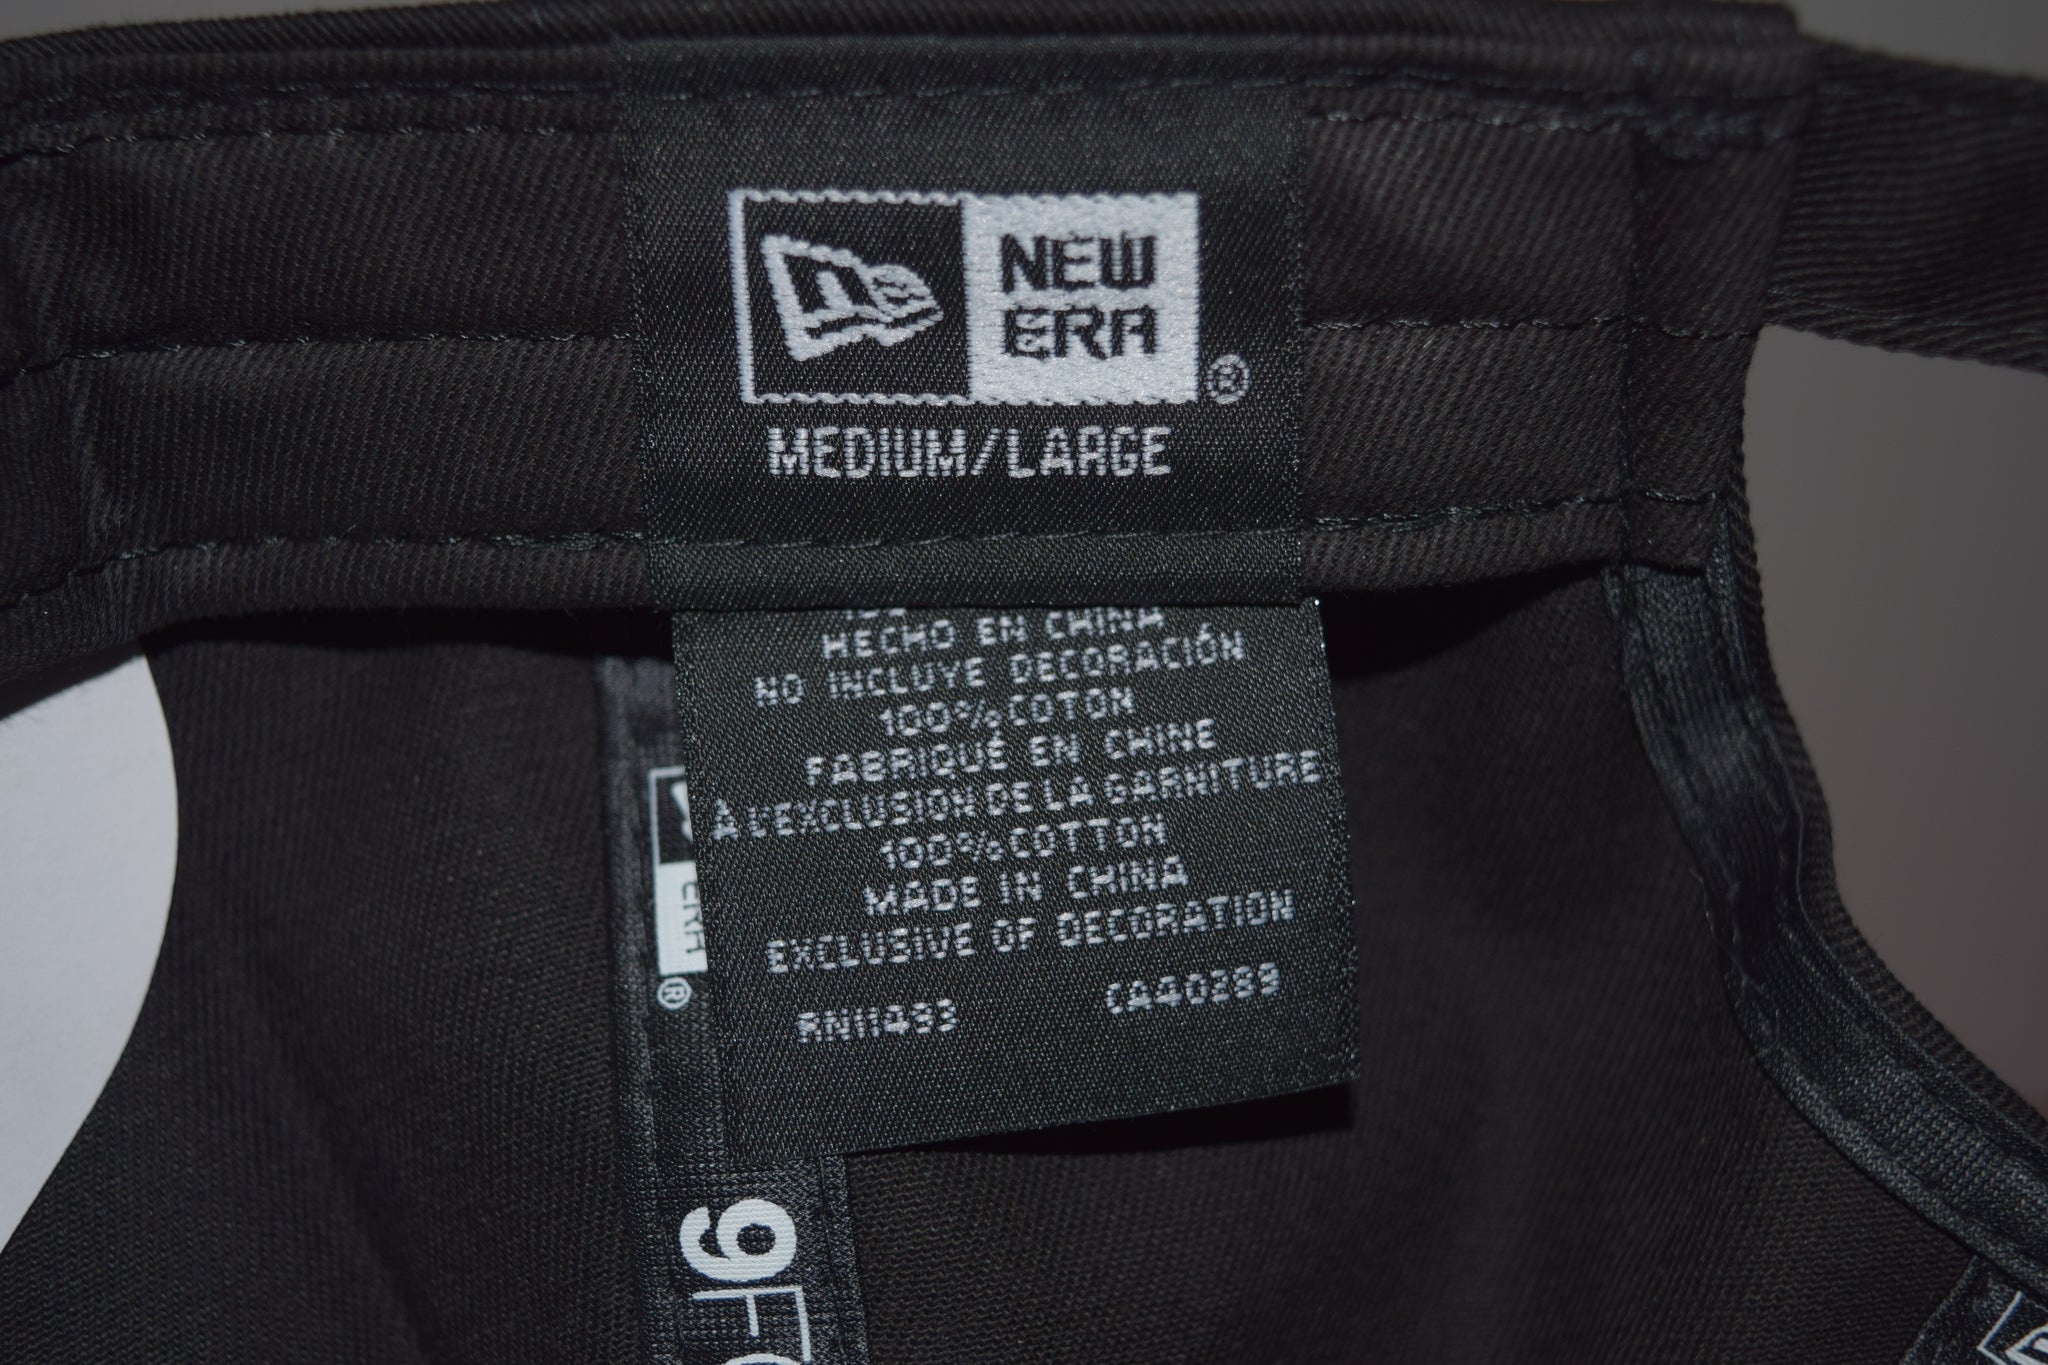 NEW
ERA
®
MEDIUM/LARGE
HECHO EN CHINA
NO INCLUYE DECORACIÓN
100% COTON
FABRIQUÉ EN CHINE
À L'EXCLUSION DE LA GARNITURE
100% COTTON
MADE IN CHINA
EXCLUSIVE OF DECORATION
RN11493 CA40289
ERA
®